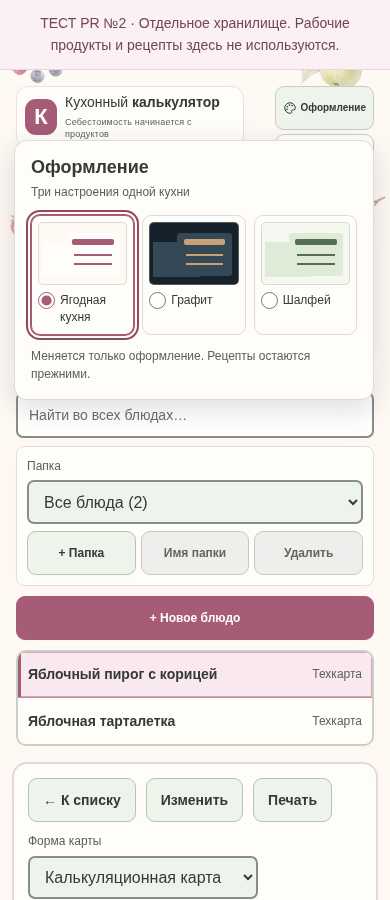 ТЕСТ PR №2 · Отдельное хранилище. Рабочие
продукты и рецепты здесь не используются.
К
Кухонный калькулятор
Себестоимость начинается с
продуктов
Оформление
Оформление
Три настроения одной кухни
Ягодная
кухня
Графит
Шалфей
Меняется только оформление. Рецепты остаются
прежними.
Найти во всех блюдах…
Папка
Все блюда (2)
+ Папка
Имя папки
Удалить
+ Новое блюдо
Яблочный пирог с корицей
Техкарта
Яблочная тарталетка
Техкарта
← К списку
Изменить
Печать
Форма карты
Калькуляционная карта